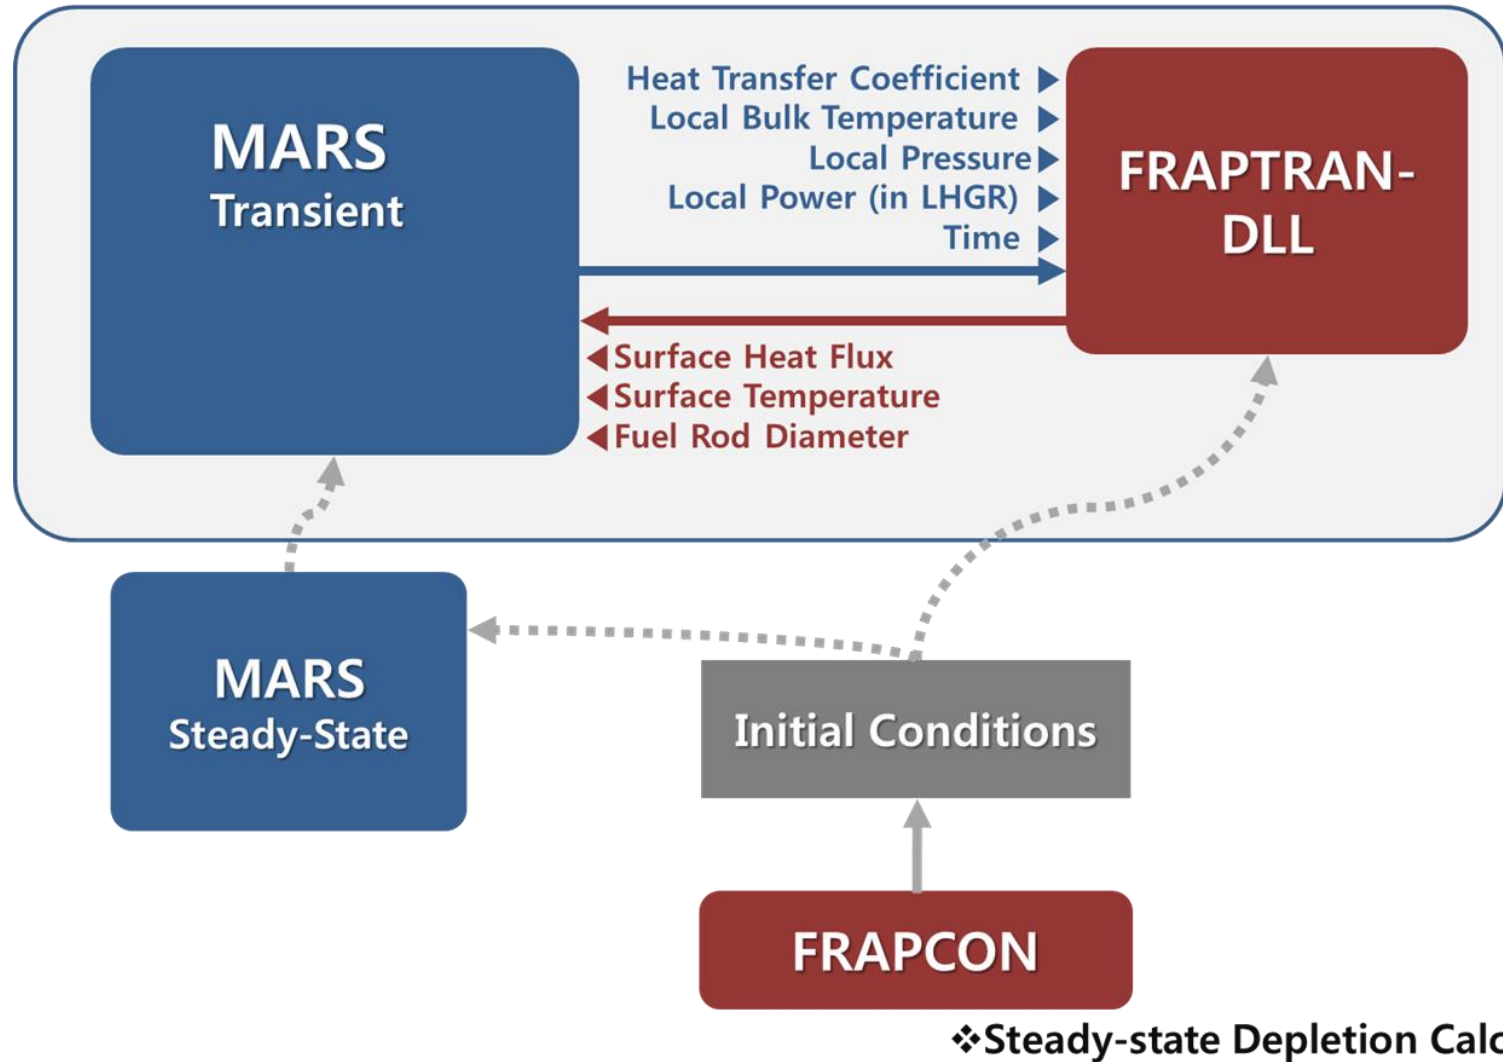 MARS
Transient
Heat Transfer Coefficient
Local Bulk Temperature
Local Pressure
Local Power (in LHGR)
Time
FRAPTRAN-
DLL
Surface Heat Flux
Surface Temperature
Fuel Rod Diameter
MARS
Steady-State
Initial Conditions
FRAPCON
❖Steady-state Depletion